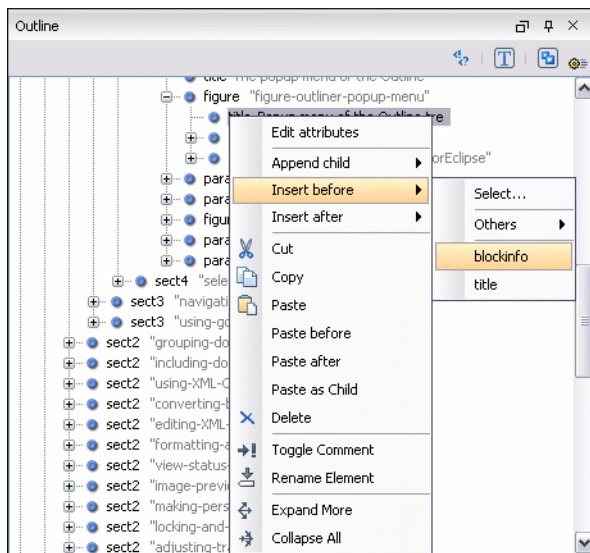 Outline
T
title "The popup menu of the Outline"
figure "figure-outliner-popup-menu"
title Popup menu of the Outline tre
Edit attributes
Append child
orEclipse"
para
Insert before
Select...
para
Insert after
Others
figu
para
Cut
blockinfo
para
sect4 "sele
Copy
title
sect3 "navigati
Paste
sect3 "using-go
sect2 "grouping-do
Paste before
sect2 "including-do
Paste after
sect2 "using-XML-C
Paste as Child
sect2 "converting-b
Delete
sect2 "editing-XML-
sect2 "formatting-a
Toggle Comment
sect2 "view-status-
sect2 "image-previ
Rename Element
sect2 "making-pers
Expand More
sect2 "locking-and-
Collapse All
sect2 "adjusting-tr